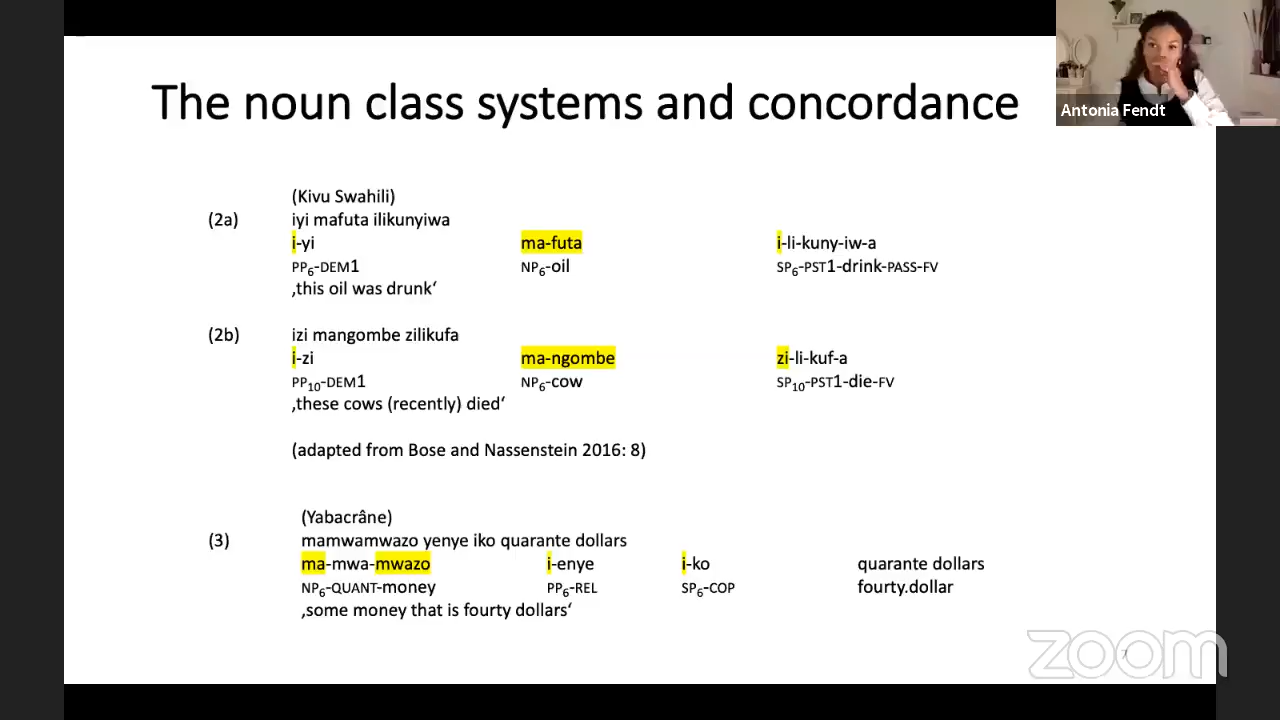 The noun class systems and concordance
Antonia Fendt
(Kivu Swahili)
(2a) iyi mafuta ilikunyiwa
i-yi ma-futa i-li-kuny-iw-a
PP6-DEM1 NP6-oil SP6-PST1-drink-PASS-FV
‚this oil was drunk‘
(2b) izi mangombe zilikufa
i-zi ma-ngombe zi-li-kuf-a
PP10-DEM1 NP6-cow SP10-PST1-die-FV
‚these cows (recently) died‘
(adapted from Bose and Nassenstein 2016: 8)
(Yabacrâne)
(3) mamwamwazo yenye iko quarante dollars
ma-mwa-mwazo i-enye i-ko quarante dollars
NP6-QUANT-money PP6-REL SP6-COP fourty.dollar
‚some money that is fourty dollars‘
zoom
7